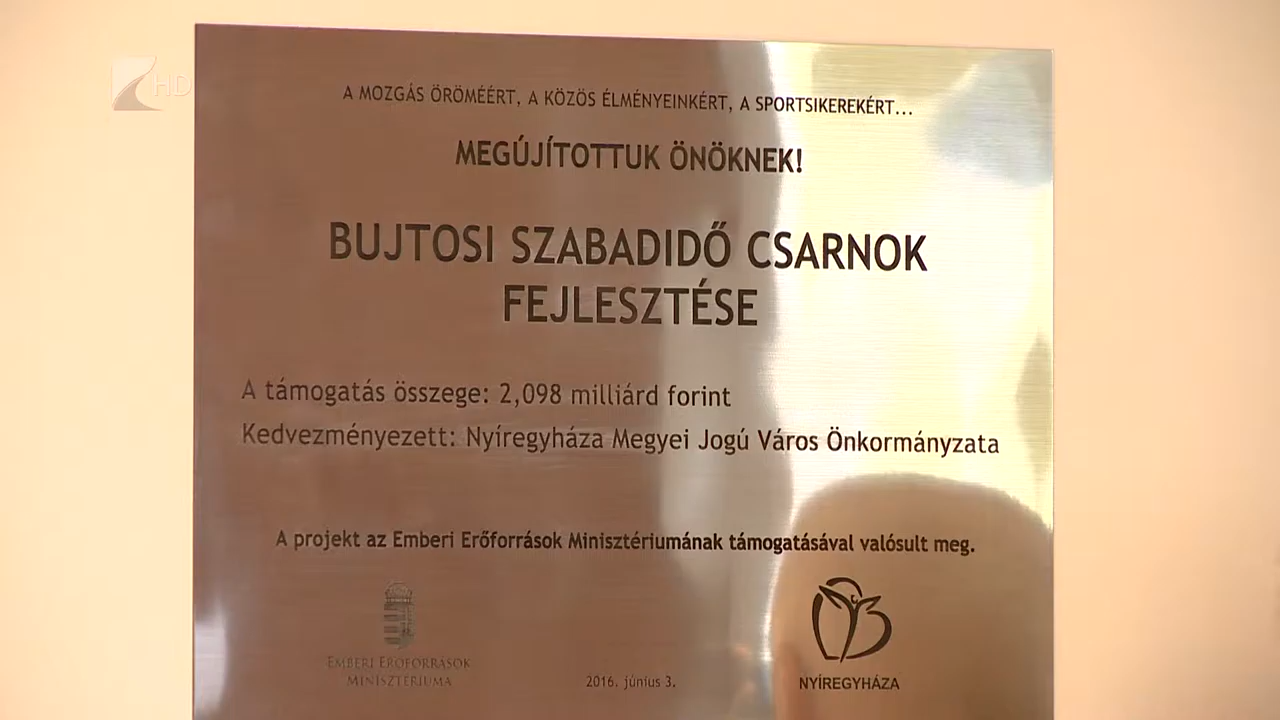 HD
A MOZGÁS ÖRÖMÉÉRT, A KÖZÖS ÉLMÉNYEINKÉRT, A SPORTSIKEREKÉRT...
MEGÚJÍTOTTUK ÖNÖKNEK!
BUJTOSI SZABADIDŐ CSARNOK
FEJLESZTÉSE
A támogatás összege: 2,098 milliárd forint
Kedvezményezett: Nyíregyháza Megyei Jogú Város Önkormányzata
A projekt az Emberi Erőforrások Minisztériumának támogatásával valósult meg.
EMBERI ERŐFORRÁSOK
MINISZTÉRIUMA
2016. június 3.
NYÍREGYHÁZA